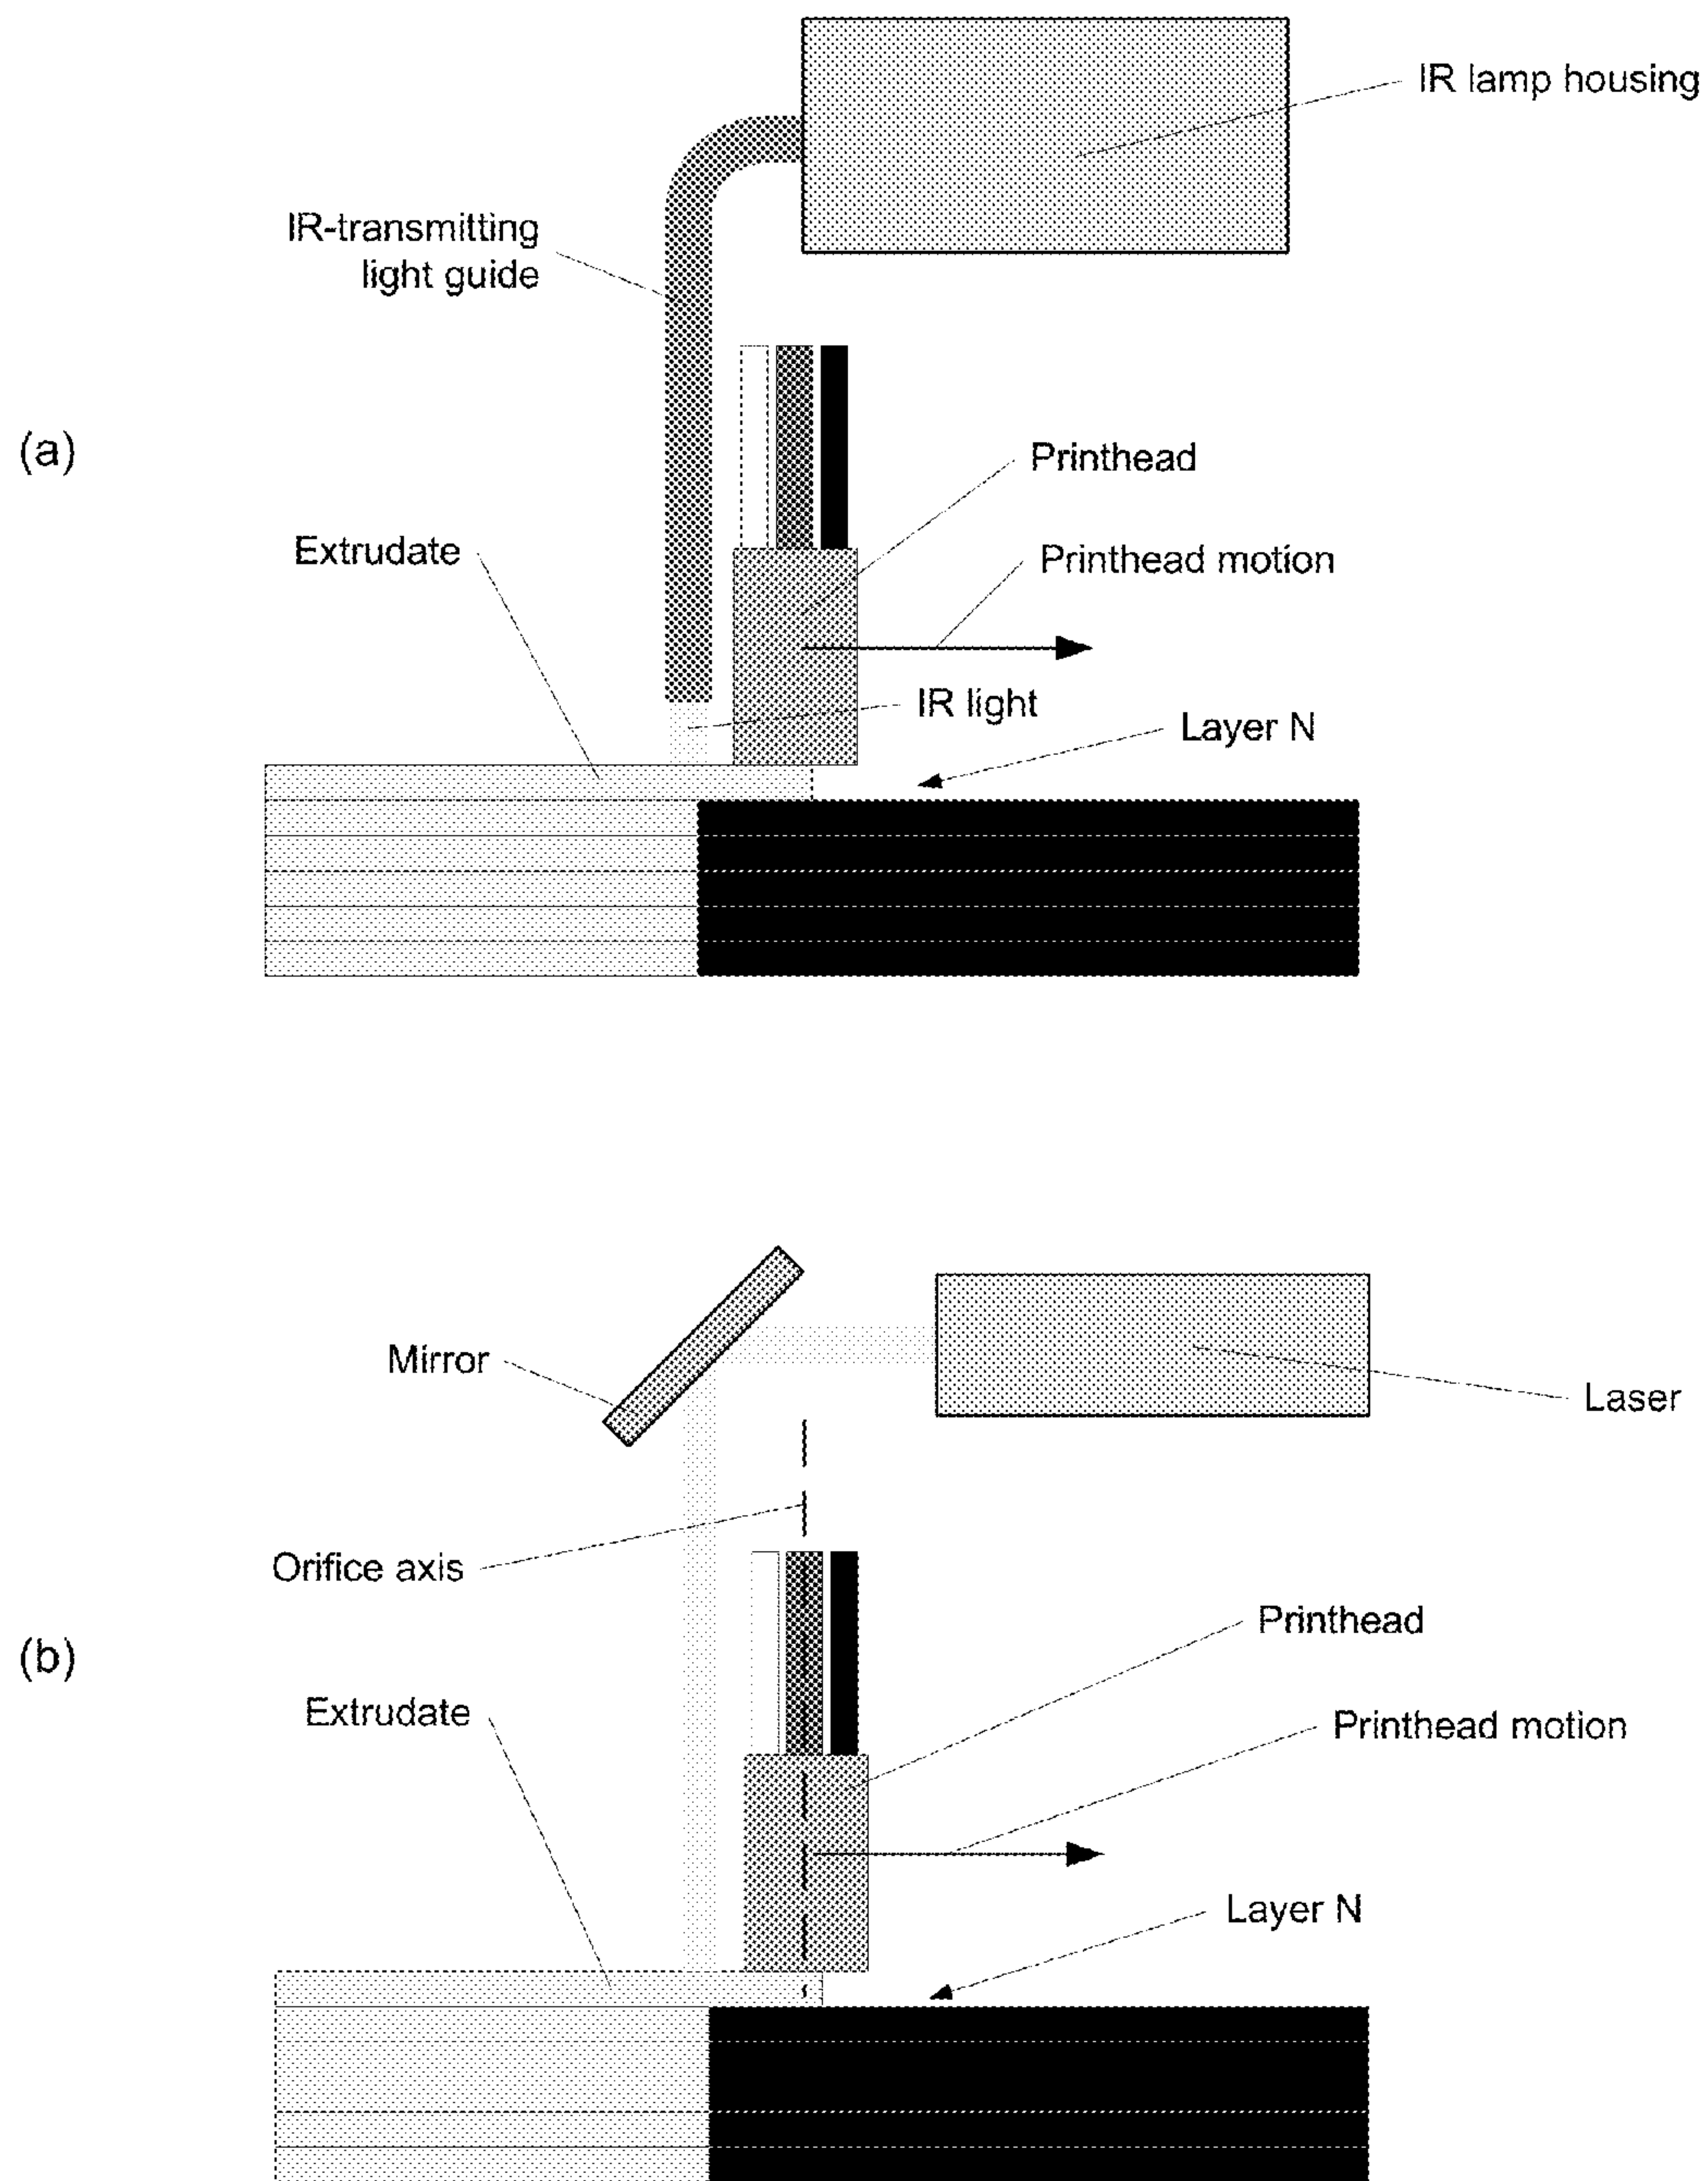 IR lamp housing
IR-transmitting
light guide
(a)
Printhead
Extrudate
Printhead motion
IR light
Layer N
Mirror
Laser
Orifice axis
Printhead
(b)
Extrudate
Printhead motion
Layer N